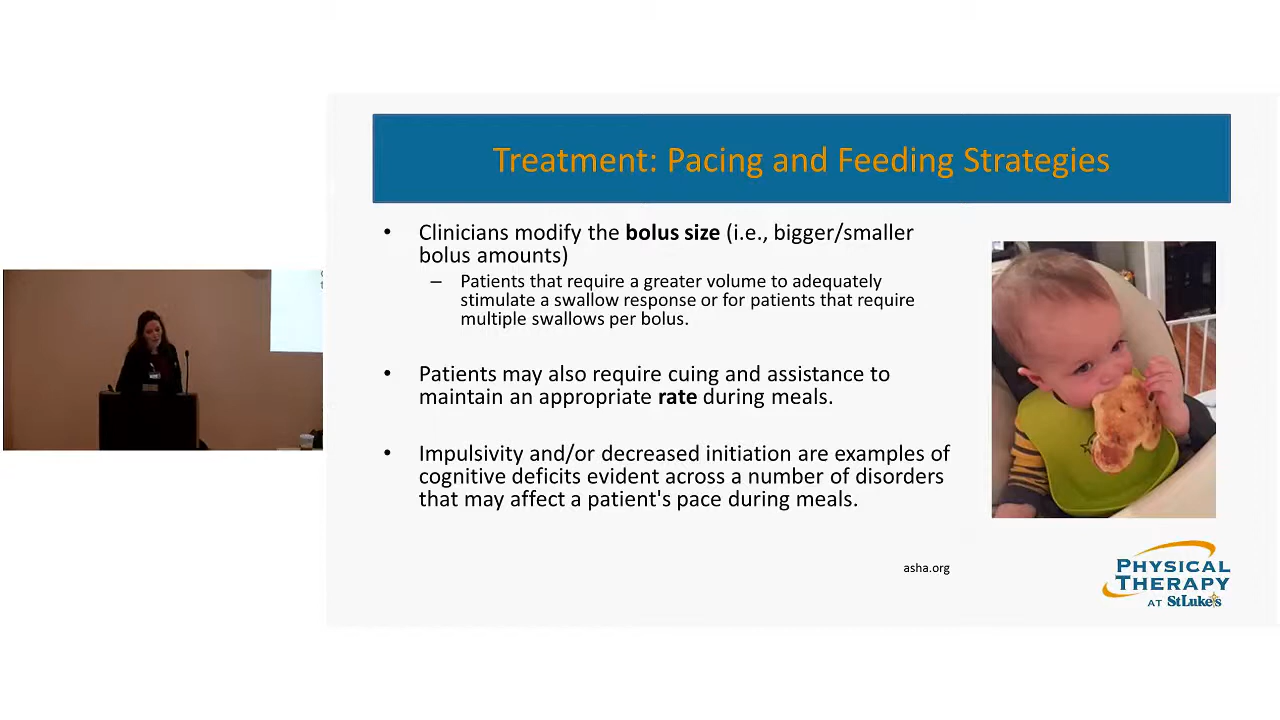 Treatment: Pacing and Feeding Strategies
• Clinicians modify the bolus size (i.e., bigger/smaller
bolus amounts)
– Patients that require a greater volume to adequately
stimulate a swallow response or for patients that require
multiple swallows per bolus.
• Patients may also require cuing and assistance to
maintain an appropriate rate during meals.
• Impulsivity and/or decreased initiation are examples of
cognitive deficits evident across a number of disorders
that may affect a patient's pace during meals.
asha.org
PHYSICAL
THERAPY
AT StLuke's